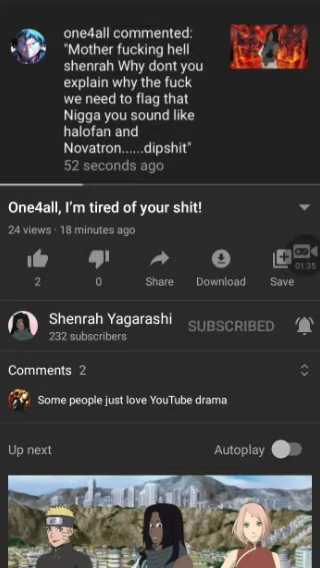 one4all commented:
"Mother fucking hell
shenrah Why dont you
explain why the fuck
we need to flag that
Nigga you sound like
halofan and
Novatron......dipshit"
52 seconds ago
One4all, I'm tired of your shit!
24 views · 18 minutes ago
01:35
2 0 Share Download Save
Shenrah Yagarashi SUBSCRIBED
232 subscribers
Comments 2
Some people just love YouTube drama
Up next Autoplay